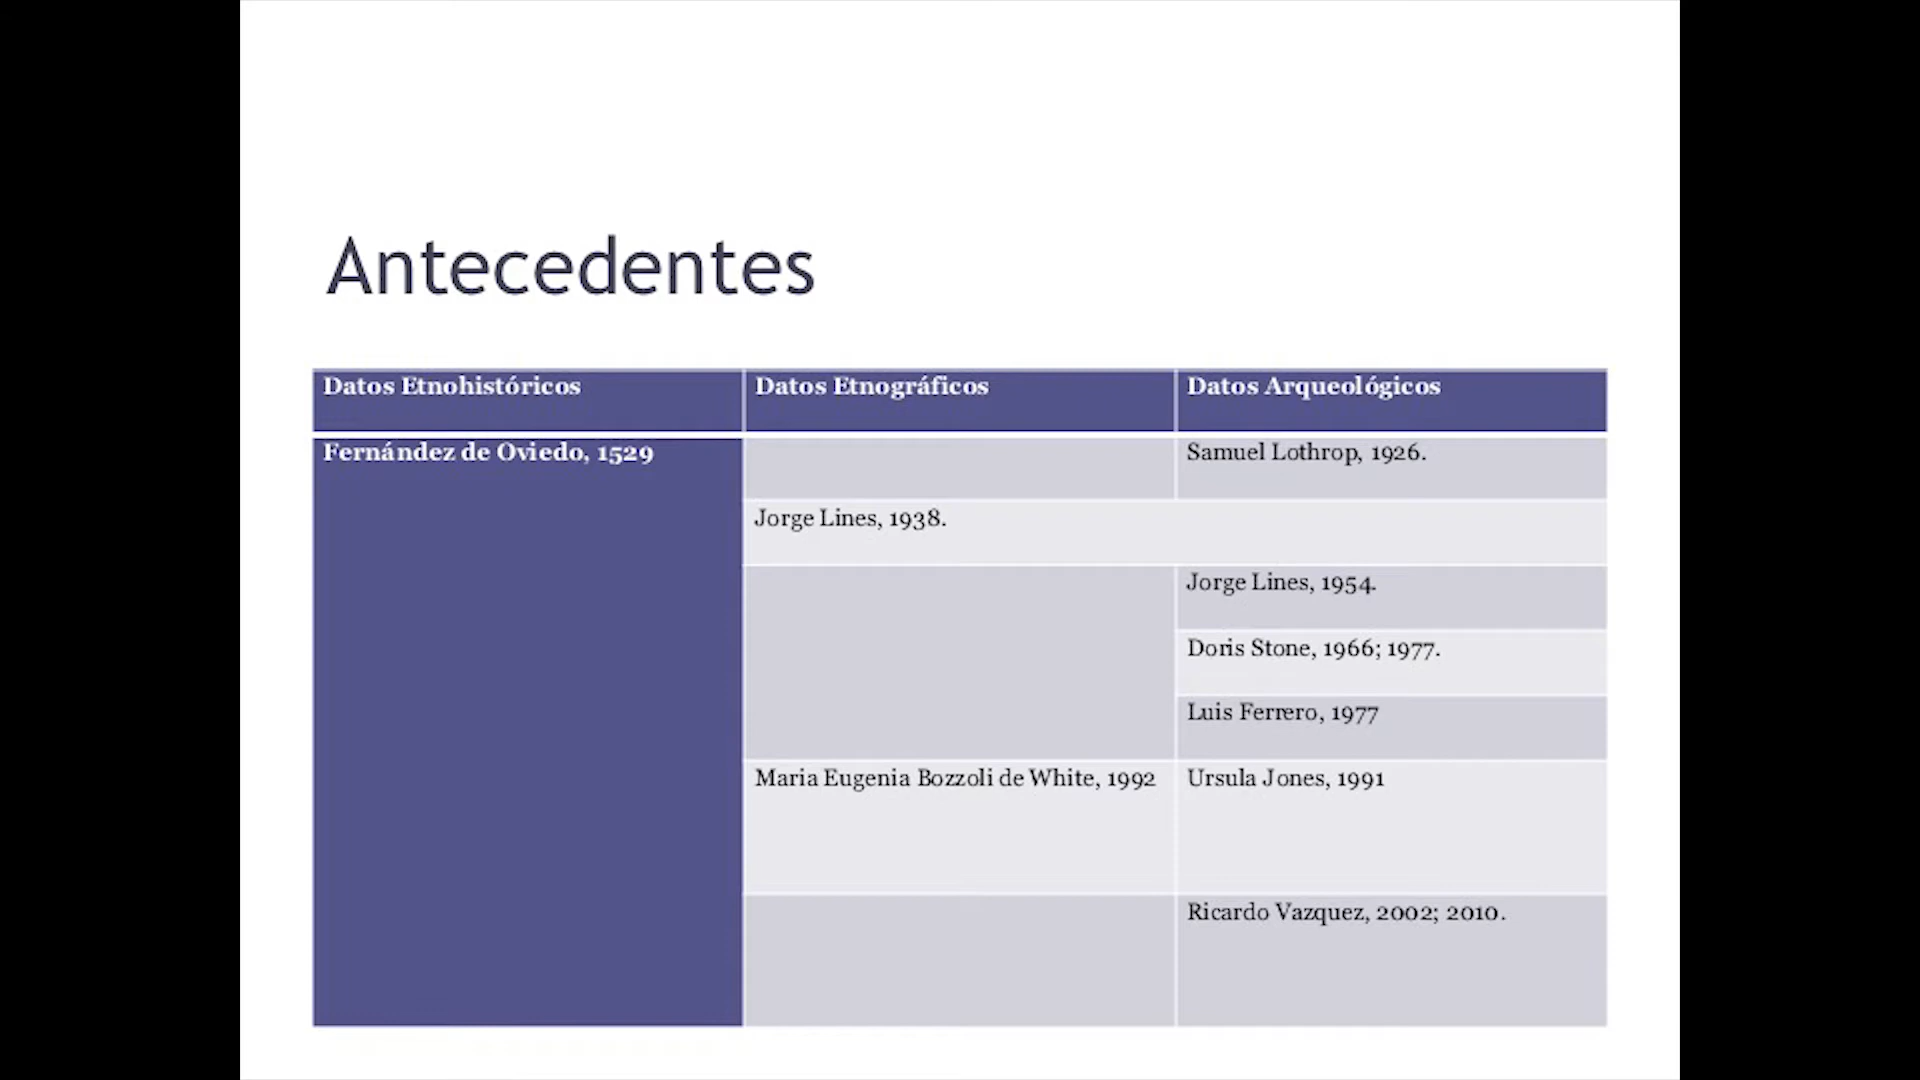 Antecedentes
Datos Etnohistóricos
Datos Etnográficos
Datos Arqueológicos
Fernández de Oviedo, 1529
Samuel Lothrop, 1926.
Jorge Lines, 1938.
Jorge Lines, 1954.
Doris Stone, 1966; 1977.
Luis Ferrero, 1977
Maria Eugenia Bozzoli de White, 1992
Ursula Jones, 1991
Ricardo Vazquez, 2002; 2010.